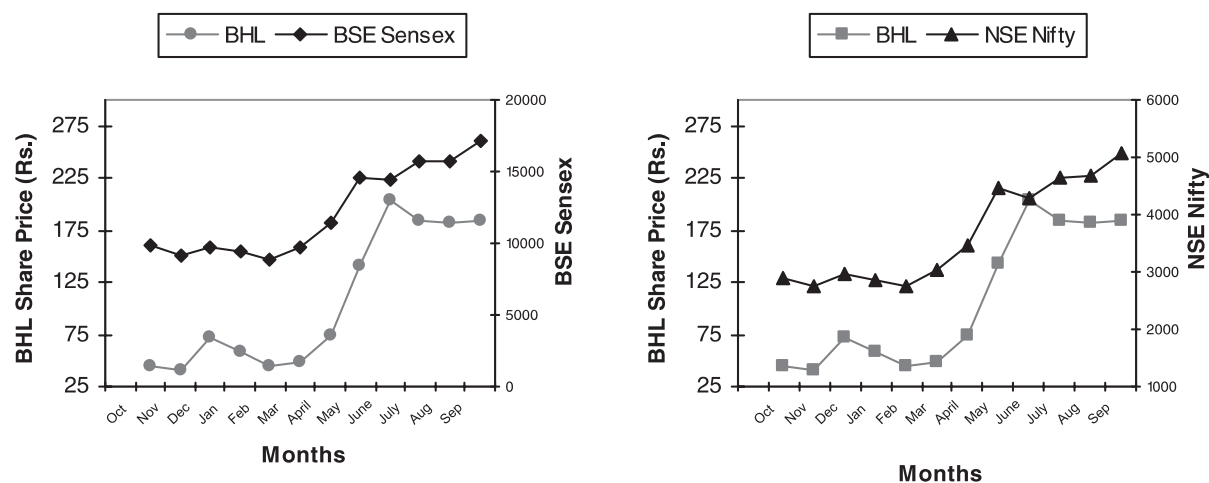 BHL BSE Sensex
BHL Share Price (Rs.)
275
225
175
125
75
25
20000
15000
10000
5000
0
BSE Sensex
Oct Nov Dec Jan Feb Mar April May June July Aug Sep
Months
BHL NSE Nifty
BHL Share Price (Rs.)
275
225
175
125
75
25
6000
5000
4000
3000
2000
1000
NSE Nifty
Oct Nov Dec Jan Feb Mar April May June July Aug Sep
Months